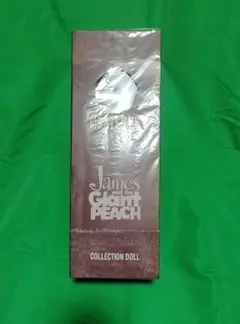 James
and the
Giant
PEACH
COLLECTION DOLL